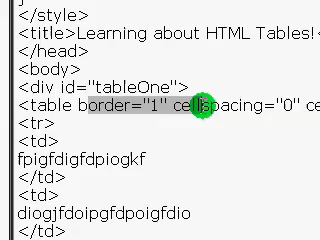 </style>
<title>Learning about HTML Tables!<
</head>
<body>
<div id="tableOne">
<table border="1" cellspacing="0" ce
<tr>
<td>
fpigfdigfdpiogkf
</td>
<td>
diogjfdoipgfdpoigfdio
</td>